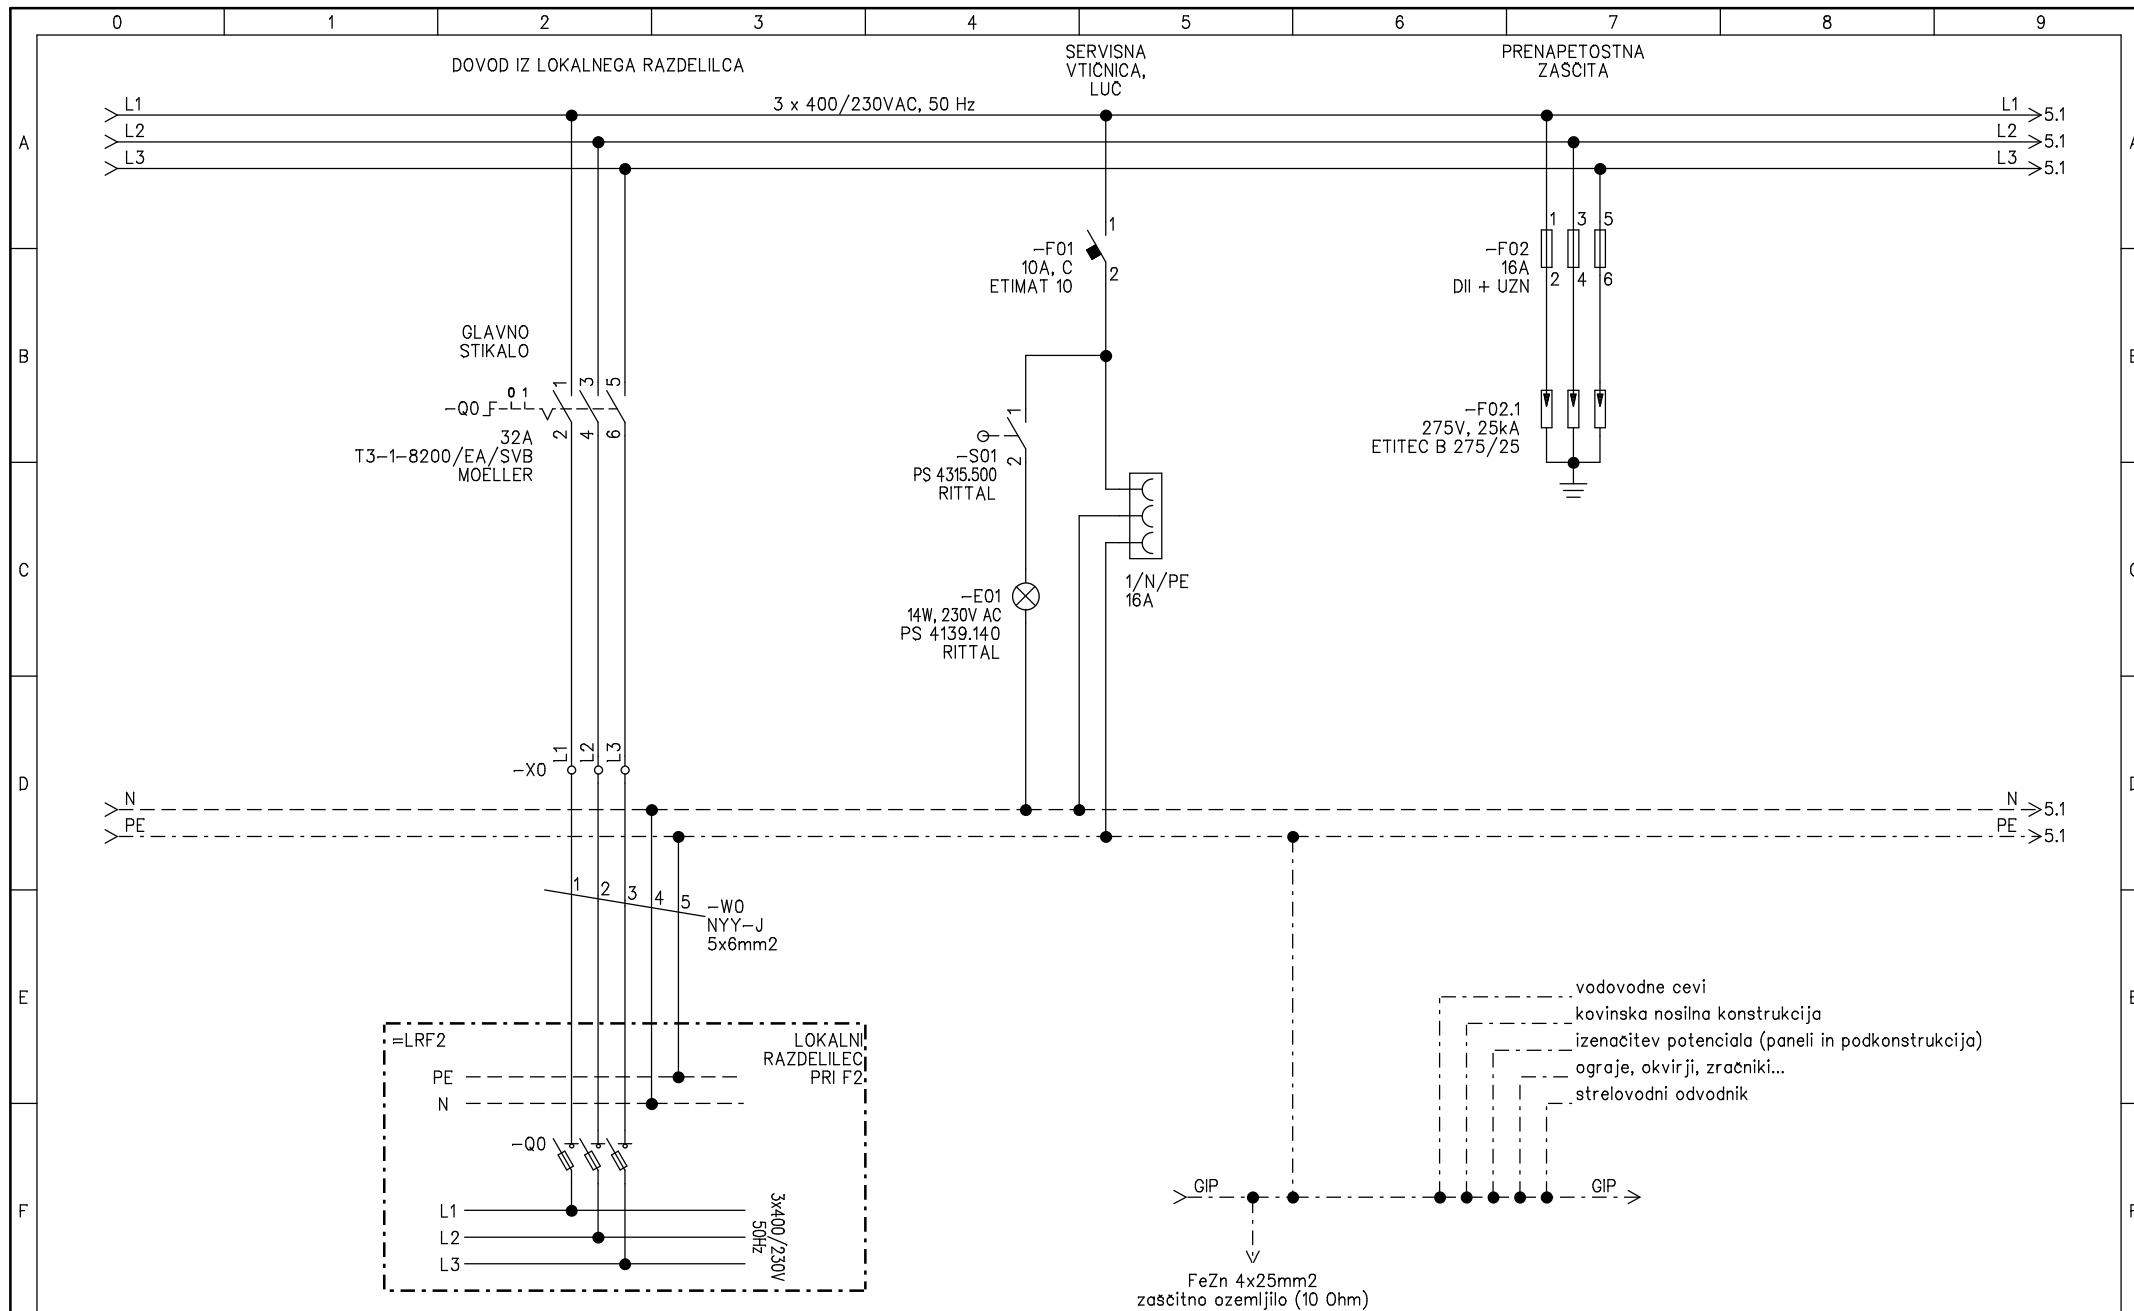 0 1 2 3 4 5 6 7 8 9
DOVOD IZ LOKALNEGA RAZDELILCA
SERVISNA
VTIČNICA,
LUČ
PRENAPETOSTNA
ZAŠČITA
3 x 400/230VAC, 50 Hz
L1
L2
L3
L1 5.1
L2 5.1
L3 5.1
A
B
C
D
E
F
GLAVNO
STIKALO
0 1
-Q0
32A
T3-1-8200/EA/SVB
MOELLER
1 3 5
2 4 6
-F01
10A, C
ETIMAT 10
1
2
-S01
PS 4315.500
RITTAL
1
2
-E01
14W, 230V AC
PS 4139.140
RITTAL
1/N/PE
16A
-F02
16A
DII + UZN
1 3 5
2 4 6
-F02.1
275V, 25kA
ETITEC B 275/25
-X0 L1 L2 L3
N
PE
N 5.1
PE 5.1
1 2 3 4 5
-W0
NYY-J
5x6mm2
=LRF2
LOKALNI
RAZDELILEC
PRI F2
PE
N
-Q0
L1
L2
L3
3x400/230V
50Hz
vodovodne cevi
kovinska nosilna konstrukcija
izenačitev potenciala (paneli in podkonstrukcija)
ograje, okvirji, zračniki...
strelovodni odvodnik
GIP
GIP
FeZn 4x25mm2
zaščitno ozemljilo (10 Ohm)